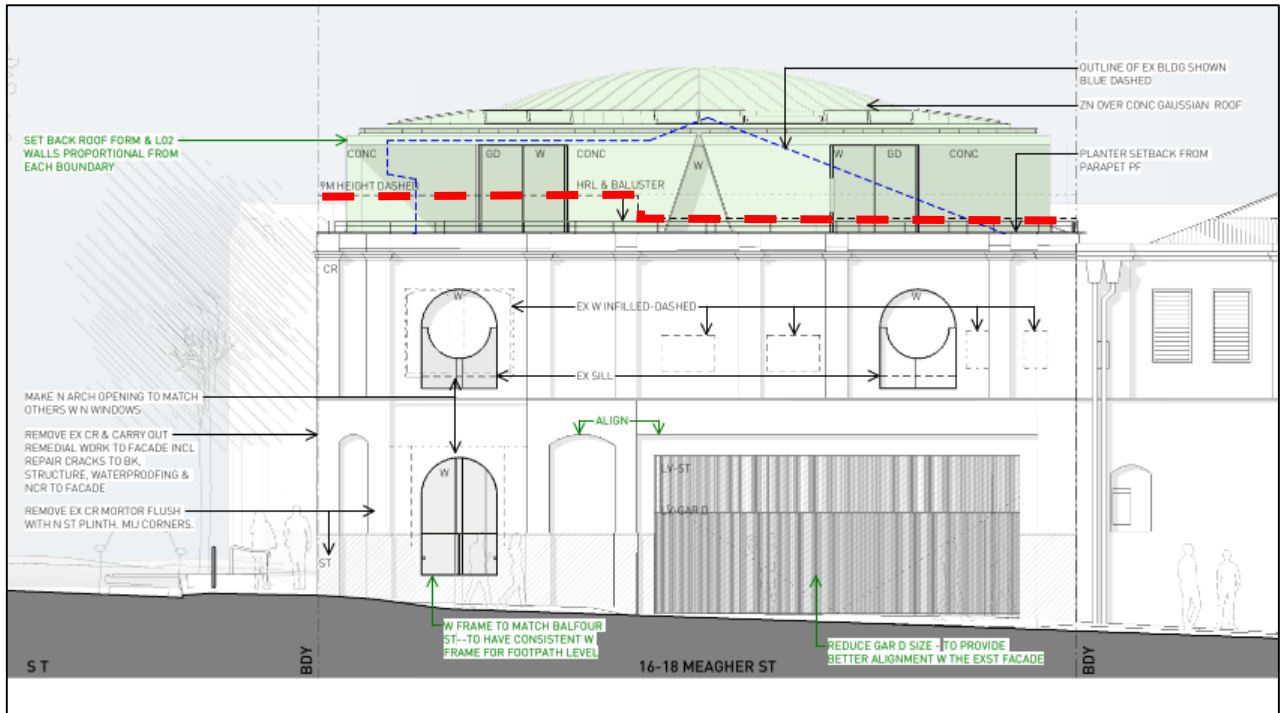 OUTLINE OF EX BLDG SHOWN
BLUE DASHED
ZN OVER CONC GAUSSIAN ROOF
SET BACK ROOF FORM & L02
WALLS PROPORTIONAL FROM
EACH BOUNDARY
CONC
GD
W
CONC
W
W
GD
CONC
PLANTER SETBACK FROM
PARAPET PF
9M HEIGHT DASHED
HRL & BALUSTER
CR
W
EX W INFILLED-DASHED
W
EX SILL
MAKE N ARCH OPENING TO MATCH
OTHERS W N WINDOWS
ALIGN
REMOVE EX CR & CARRY OUT
REMEDIAL WORK TO FACADE INCL
REPAIR CRACKS TO BK,
STRUCTURE, WATERPROOFING &
NCR TO FACADE
W
LV-ST
LV-GAR D
REMOVE EX CR MORTOR FLUSH
WITH N ST PLINTH. MIJ CORNERS.
ST
W FRAME TO MATCH BALFOUR
ST--TO HAVE CONSISTENT W
FRAME FOR FOOTPATH LEVEL
REDUCE GAR D SIZE - TO PROVIDE
BETTER ALIGNMENT W THE EXST FACADE
S T
BDY
16-18 MEAGHER ST
BDY